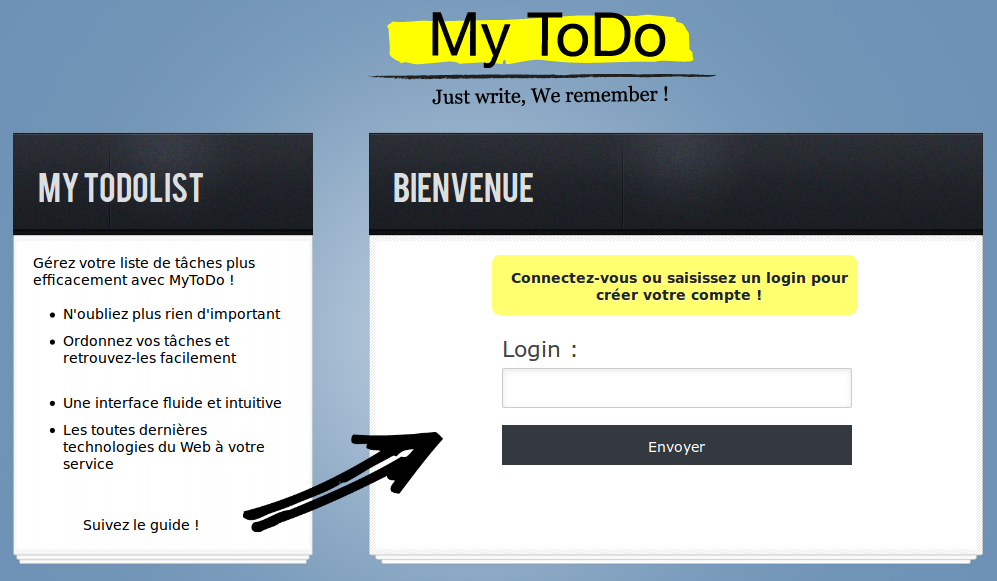 My ToDo
Just write, We remember !
MY TODOLIST
Gérez votre liste de tâches plus
efficacement avec MyToDo !
N'oubliez plus rien d'important
Ordonnez vos tâches et
retrouvez-les facilement
Une interface fluide et intuitive
Les toutes dernières
technologies du Web à votre
service
Suivez le guide !
BIENVENUE
Connectez-vous ou saisissez un login pour
créer votre compte !
Login :
Envoyer